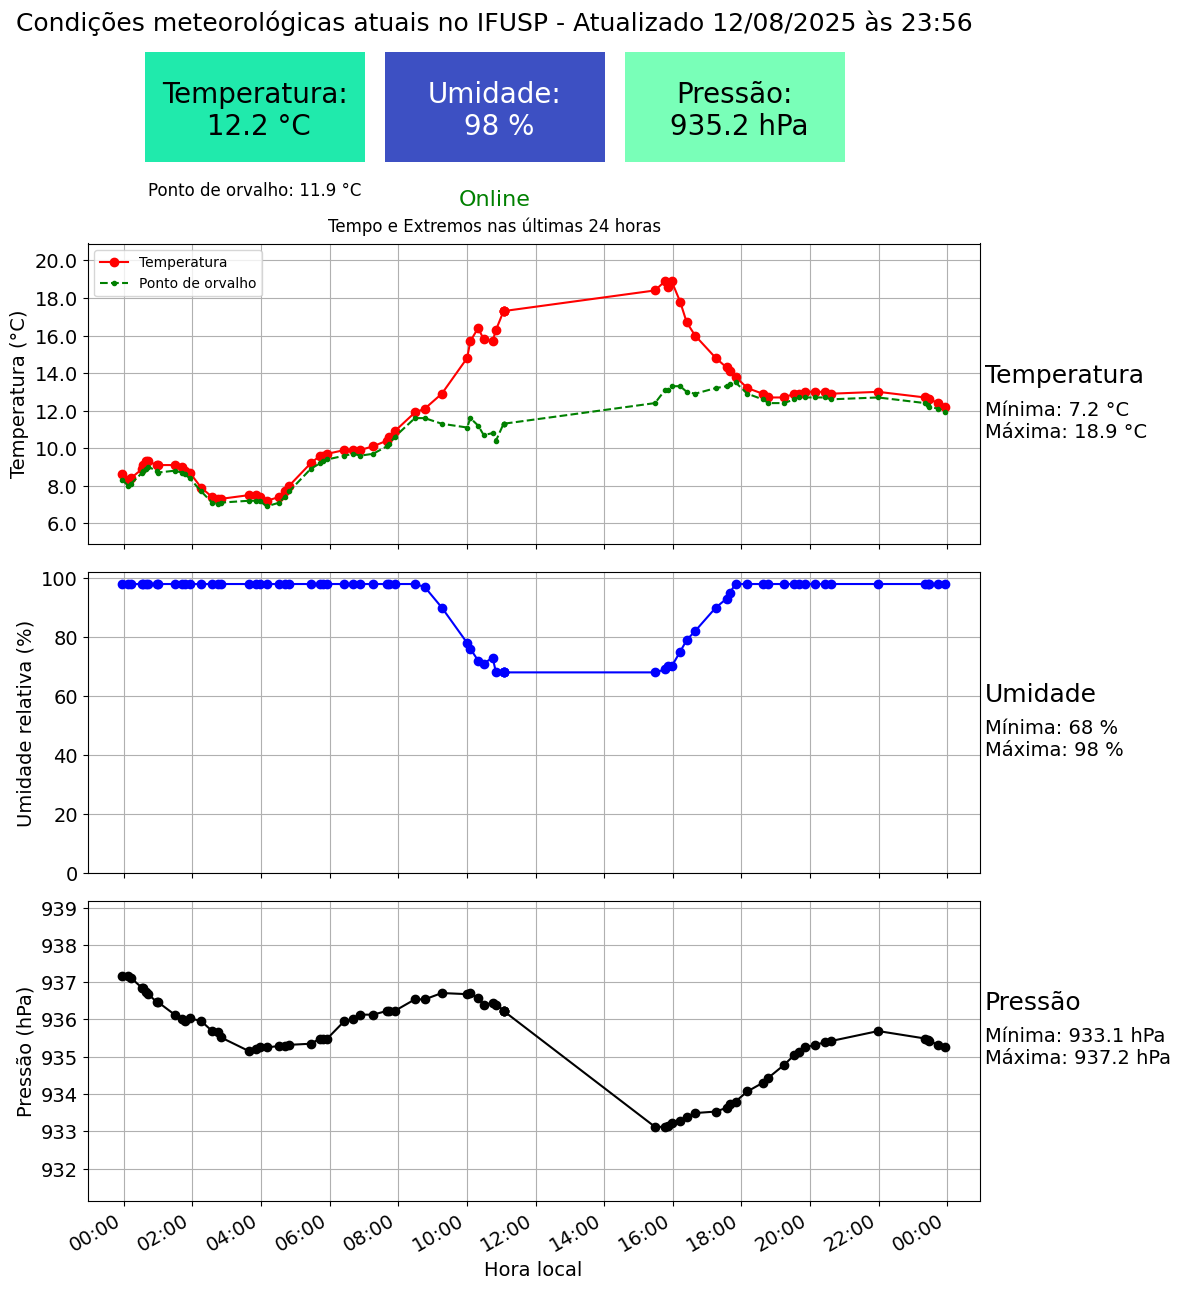 Condições meteorológicas atuais no IFUSP - Atualizado 12/08/2025 às 23:56
Temperatura:
12.2 °C
Umidade:
98 %
Pressão:
935.2 hPa
Ponto de orvalho: 11.9 °C
Online
Tempo e Extremos nas últimas 24 horas
Temperatura
Ponto de orvalho
Temperatura (°C)
20.0
18.0
16.0
14.0
12.0
10.0
8.0
6.0
Temperatura
Mínima: 7.2 °C
Máxima: 18.9 °C
Umidade relativa (%)
100
80
60
40
20
0
Umidade
Mínima: 68 %
Máxima: 98 %
Pressão (hPa)
939
938
937
936
935
934
933
932
Pressão
Mínima: 933.1 hPa
Máxima: 937.2 hPa
00:00
02:00
04:00
06:00
08:00
10:00
12:00
14:00
16:00
18:00
20:00
22:00
00:00
Hora local